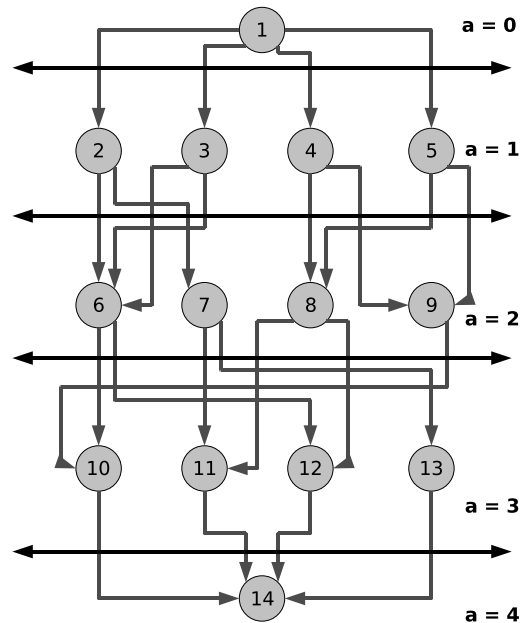 1
a = 0
2 3 4 5 a = 1
6 7 8 9
a = 2
10 11 12 13
a = 3
14
a = 4